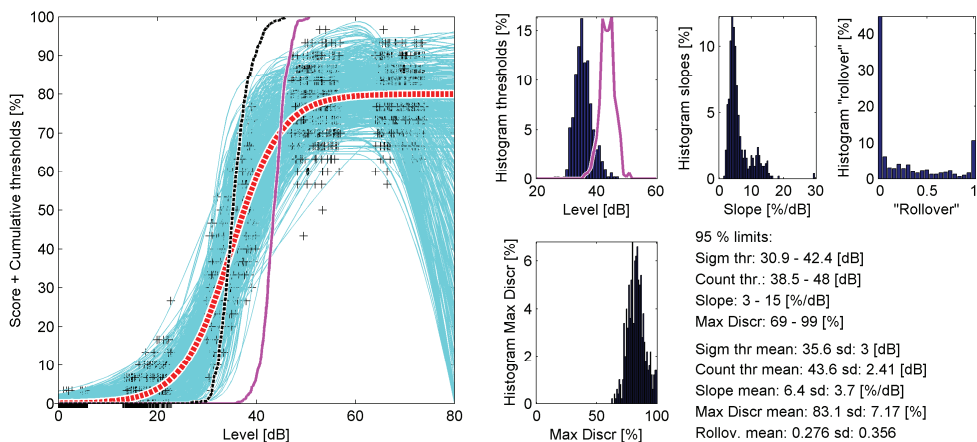 Score + Cumulative thresholds [%]
100
90
80
70
60
50
40
30
20
10
0
0 20 40 60 80
Level [dB]
Histogram thresholds [%]
15
10
5
0
20 40 60
Level [dB]
Histogram slopes [%]
10
5
0
0 10 20 30
Slope [%/dB]
Histogram "rollover" [%]
40
30
20
10
0
0 0.5 1
"Rollover"
Histogram Max Discr [%]
6
4
2
0
0 50 100
Max Discr [%]
95 % limits:
Sigm thr: 30.9 - 42.4 [dB]
Count thr.: 38.5 - 48 [dB]
Slope: 3 - 15 [%/dB]
Max Discr: 69 - 99 [%]
Sigm thr mean: 35.6 sd: 3 [dB]
Count thr mean: 43.6 sd: 2.41 [dB]
Slope mean: 6.4 sd: 3.7 [%/dB]
Max Discr mean: 83.1 sd: 7.17 [%]
Rollov. mean: 0.276 sd: 0.356